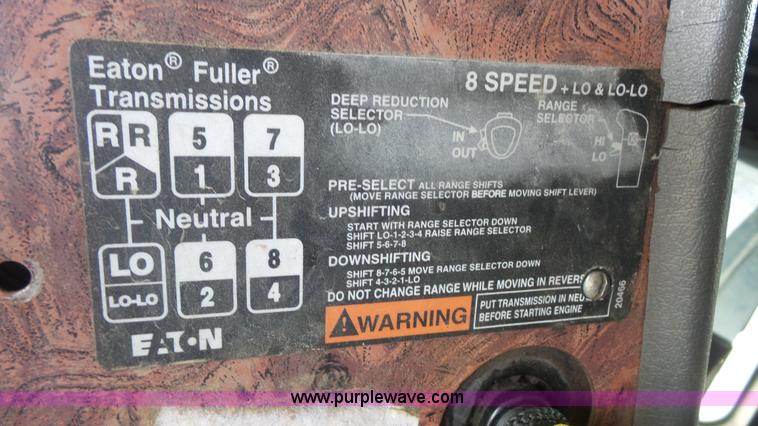 Eaton® Fuller®
Transmissions
8 SPEED + LO & LO-LO
DEEP REDUCTION
SELECTOR
(LO-LO)
IN
OUT
RANGE
SELECTOR
HI
LO
R R 5 7
R 1 3
Neutral
LO 6 8
LO-LO 2 4
PRE-SELECT ALL RANGE SHIFTS
(MOVE RANGE SELECTOR BEFORE MOVING SHIFT LEVER)
UPSHIFTING
START WITH RANGE SELECTOR DOWN
SHIFT LO-1-2-3-4 RAISE RANGE SELECTOR
SHIFT 5-6-7-8
DOWNSHIFTING
SHIFT 8-7-6-5 MOVE RANGE SELECTOR DOWN
SHIFT 4-3-2-1-LO
DO NOT CHANGE RANGE WHILE MOVING IN REVERS
WARNING
PUT TRANSMISSION IN NEU
BEFORE STARTING ENGINE
20466
EATON
www.purplewave.com